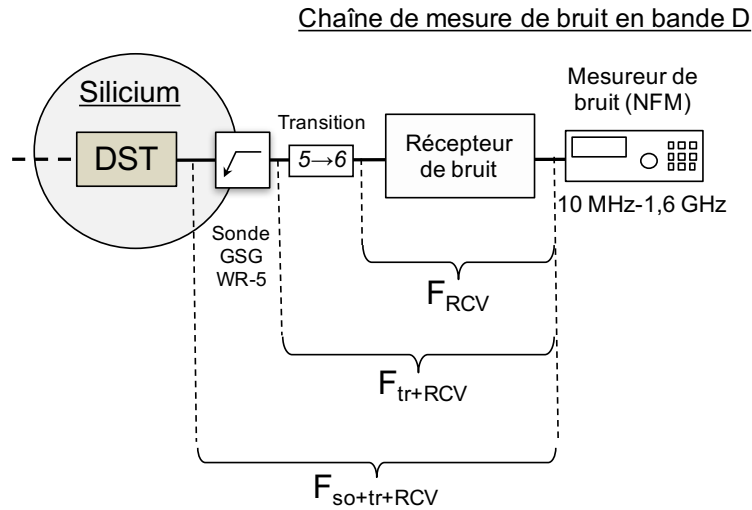 Chaîne de mesure de bruit en bande D
Silicium
DST
Sonde
GSG
WR-5
Transition
5→6
Récepteur
de bruit
Mesureur de
bruit (NFM)
10 MHz-1,6 GHz
F_RCV
F_tr+RCV
F_so+tr+RCV